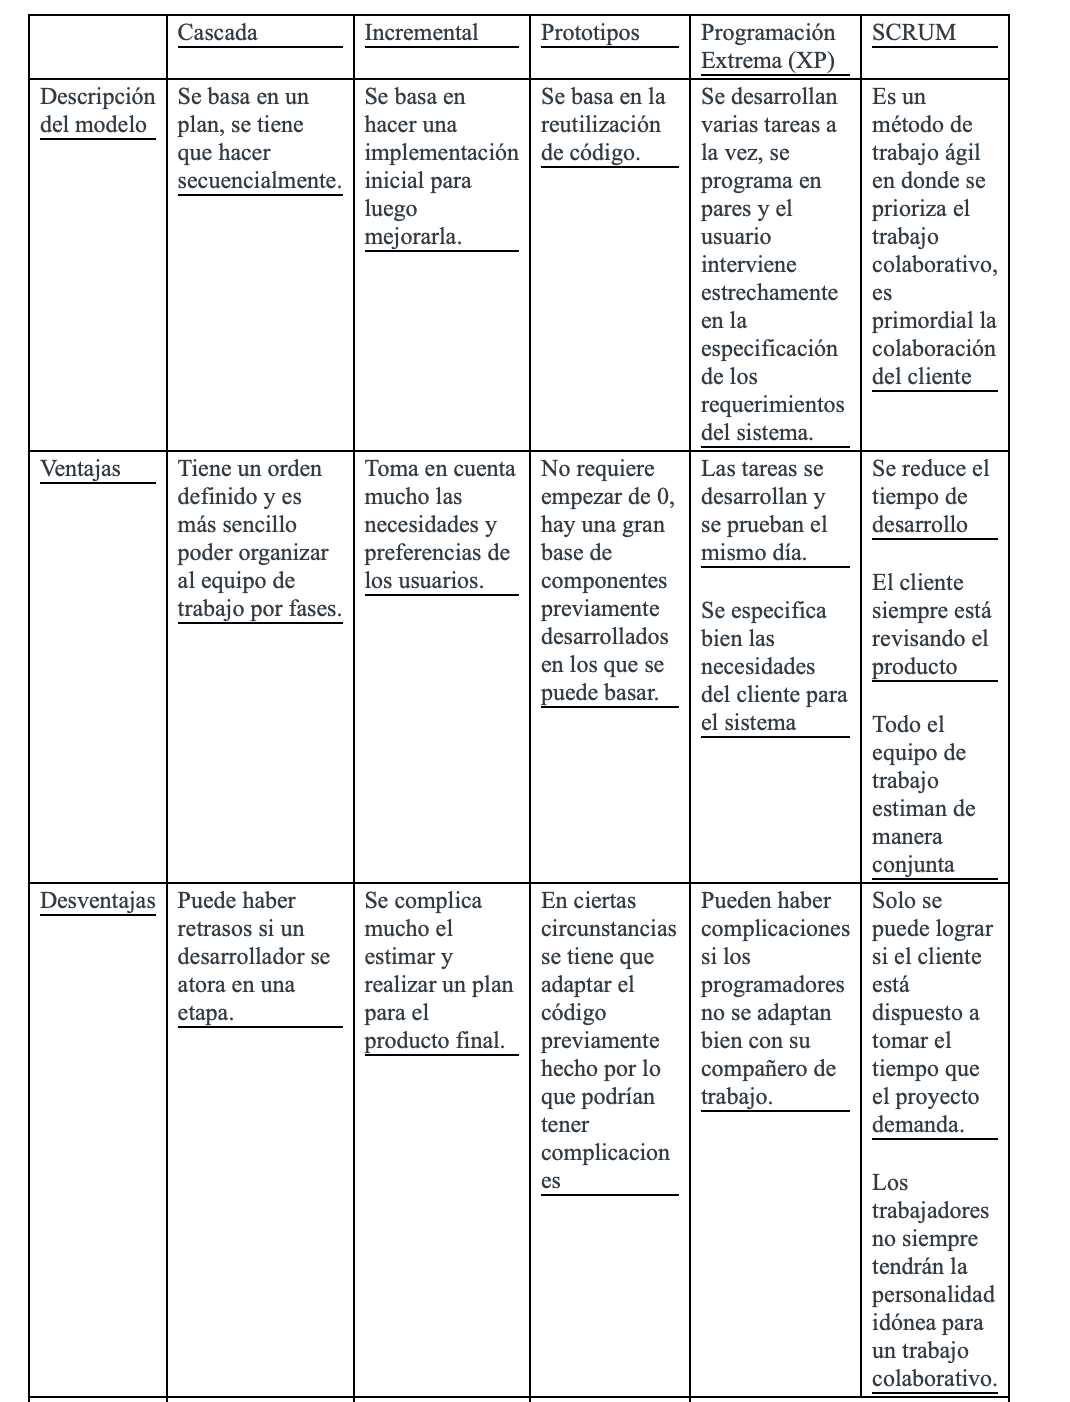 Cascada
Incremental
Prototipos
Programación
Extrema (XP)
SCRUM
Descripción
del modelo
Se basa en un
plan, se tiene
que hacer
secuencialmente.
Se basa en
hacer una
implementación
inicial para
luego
mejorarla.
Se basa en la
reutilización
de código.
Se desarrollan
varias tareas a
la vez, se
programa en
pares y el
usuario
interviene
estrechamente
en la
especificación
de los
requerimientos
del sistema.
Es un
método de
trabajo ágil
en donde se
prioriza el
trabajo
colaborativo,
es
primordial la
colaboración
del cliente
Ventajas
Tiene un orden
definido y es
más sencillo
poder organizar
al equipo de
trabajo por fases.
Toma en cuenta
mucho las
necesidades y
preferencias de
los usuarios.
No requiere
empezar de 0,
hay una gran
base de
componentes
previamente
desarrollados
en los que se
puede basar.
Las tareas se
desarrollan y
se prueban el
mismo día.
Se especifica
bien las
necesidades
del cliente para
el sistema
Se reduce el
tiempo de
desarrollo
El cliente
siempre está
revisando el
producto
Todo el
equipo de
trabajo
estiman de
manera
conjunta
Desventajas
Puede haber
retrasos si un
desarrollador se
atora en una
etapa.
Se complica
mucho el
estimar y
realizar un plan
para el
producto final.
En ciertas
circunstancias
se tiene que
adaptar el
código
previamente
hecho por lo
que podrían
tener
complicacion
es
Pueden haber
complicaciones
si los
programadores
no se adaptan
bien con su
compañero de
trabajo.
Solo se
puede lograr
si el cliente
está
dispuesto a
tomar el
tiempo que
el proyecto
demanda.
Los
trabajadores
no siempre
tendrán la
personalidad
idónea para
un trabajo
colaborativo.